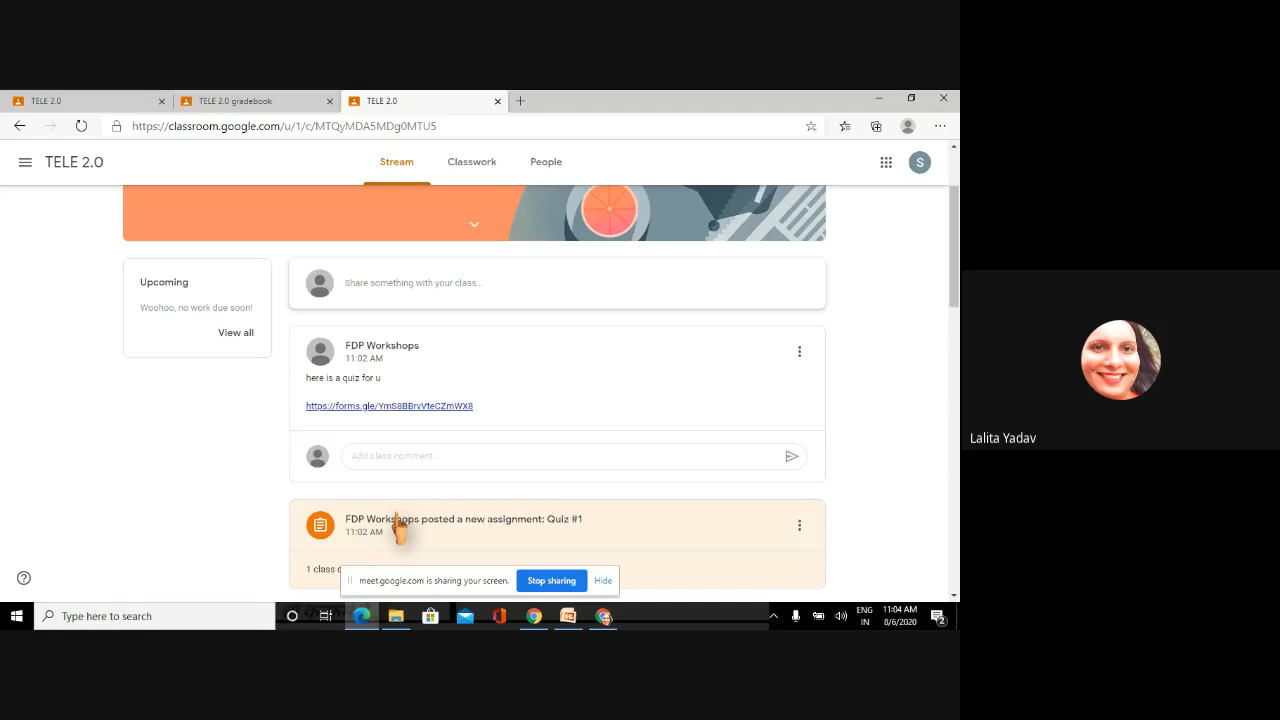 TELE 2.0
TELE 2.0 gradebook
TELE 2.0
https://classroom.google.com/u/1/c/MTQyMDA5MDg0MTU5
TELE 2.0
Stream
Classwork
People
S
Upcoming
Woohoo, no work due soon!
View all
Share something with your class...
FDP Workshops
11:02 AM
here is a quiz for u
https://forms.gle/YmS8BBrvVteCZmWX8
Add class comment...
FDP Workshops posted a new assignment: Quiz #1
11:02 AM
1 class
meet.google.com is sharing your screen.
Stop sharing
Hide
Type here to search
ENG
IN
11:04 AM
8/6/2020
2
Lalita Yadav